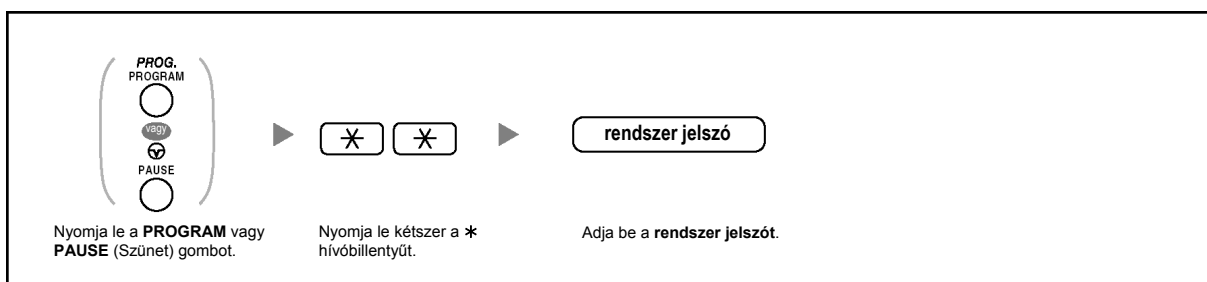 PROG.
PROGRAM
vagy
PAUSE
rendszer jelszó
Nyomja le a PROGRAM vagy
PAUSE (Szünet) gombot.
Nyomja le kétszer a ✳
hívóbillentyűt.
Adja be a rendszer jelszót.